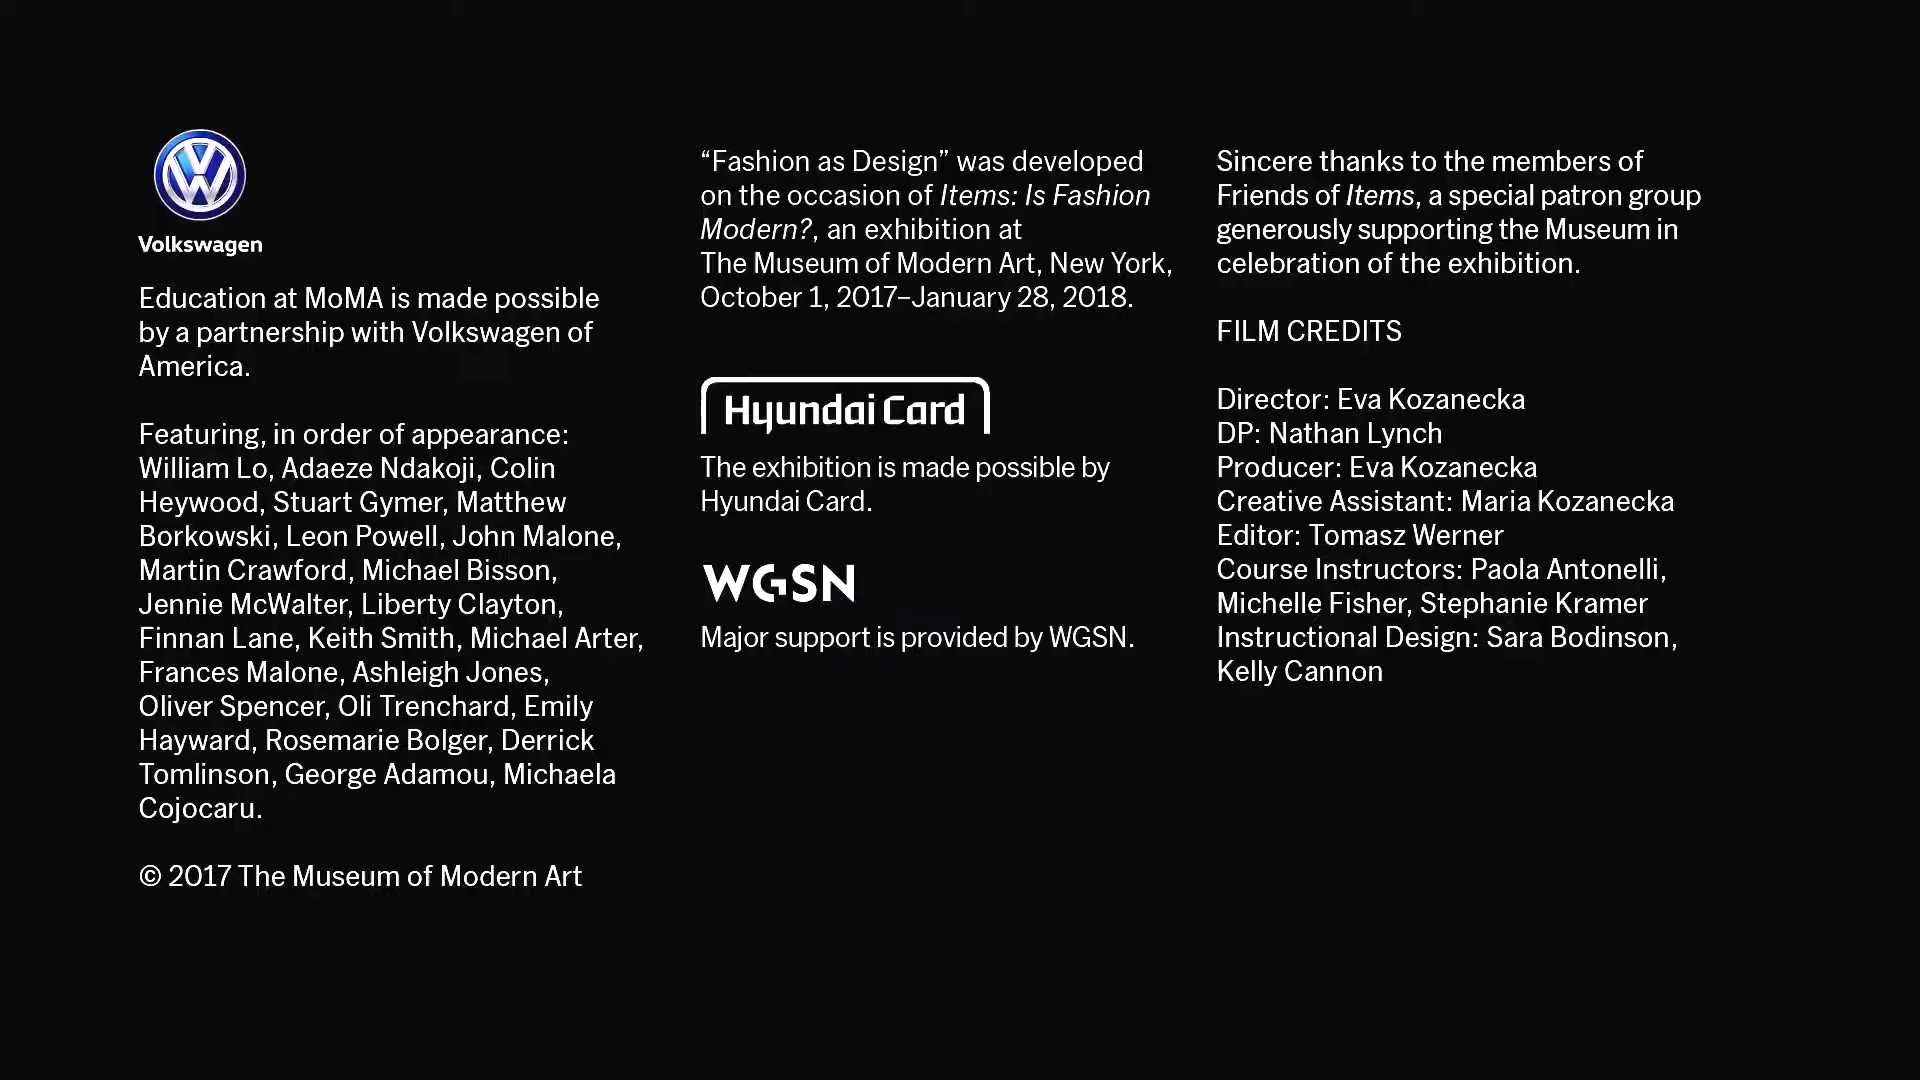 Volkswagen
Education at MoMA is made possible
by a partnership with Volkswagen of
America.
Featuring, in order of appearance:
William Lo, Adaeze Ndakoji, Colin
Heywood, Stuart Gymer, Matthew
Borkowski, Leon Powell, John Malone,
Martin Crawford, Michael Bisson,
Jennie McWalter, Liberty Clayton,
Finnan Lane, Keith Smith, Michael Arter,
Frances Malone, Ashleigh Jones,
Oliver Spencer, Oli Trenchard, Emily
Hayward, Rosemarie Bolger, Derrick
Tomlinson, George Adamou, Michaela
Cojocaru.
© 2017 The Museum of Modern Art
“Fashion as Design” was developed
on the occasion of Items: Is Fashion
Modern?, an exhibition at
The Museum of Modern Art, New York,
October 1, 2017–January 28, 2018.
Hyundai Card
The exhibition is made possible by
Hyundai Card.
WGSN
Major support is provided by WGSN.
Sincere thanks to the members of
Friends of Items, a special patron group
generously supporting the Museum in
celebration of the exhibition.
FILM CREDITS
Director: Eva Kozanecka
DP: Nathan Lynch
Producer: Eva Kozanecka
Creative Assistant: Maria Kozanecka
Editor: Tomasz Werner
Course Instructors: Paola Antonelli,
Michelle Fisher, Stephanie Kramer
Instructional Design: Sara Bodinson,
Kelly Cannon